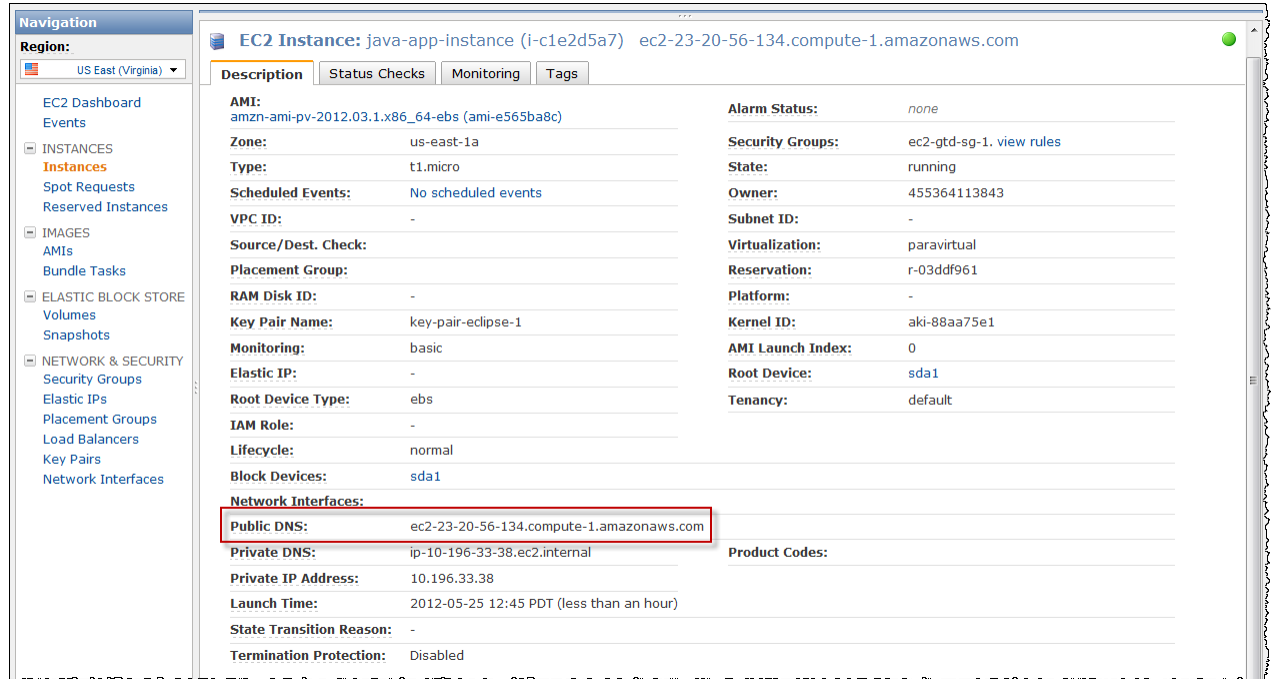 Navigation
Region:
US East (Virginia)
EC2 Dashboard
Events
INSTANCES
Instances
Spot Requests
Reserved Instances
IMAGES
AMIs
Bundle Tasks
ELASTIC BLOCK STORE
Volumes
Snapshots
NETWORK & SECURITY
Security Groups
Elastic IPs
Placement Groups
Load Balancers
Key Pairs
Network Interfaces
EC2 Instance: java-app-instance (i-c1e2d5a7) ec2-23-20-56-134.compute-1.amazonaws.com
Description Status Checks Monitoring Tags
AMI:
amzn-ami-pv-2012.03.1.x86_64-ebs (ami-e565ba8c)
Alarm Status: none
Zone: us-east-1a Security Groups: ec2-gtd-sg-1. view rules
Type: t1.micro State: running
Scheduled Events: No scheduled events Owner: 455364113843
VPC ID: - Subnet ID: -
Source/Dest. Check: Virtualization: paravirtual
Placement Group: Reservation: r-03ddf961
RAM Disk ID: - Platform: -
Key Pair Name: key-pair-eclipse-1 Kernel ID: aki-88aa75e1
Monitoring: basic AMI Launch Index: 0
Elastic IP: - Root Device: sda1
Root Device Type: ebs Tenancy: default
IAM Role: -
Lifecycle: normal
Block Devices: sda1
Network Interfaces:
Public DNS: ec2-23-20-56-134.compute-1.amazonaws.com
Private DNS: ip-10-196-33-38.ec2.internal Product Codes:
Private IP Address: 10.196.33.38
Launch Time: 2012-05-25 12:45 PDT (less than an hour)
State Transition Reason: -
Termination Protection: Disabled